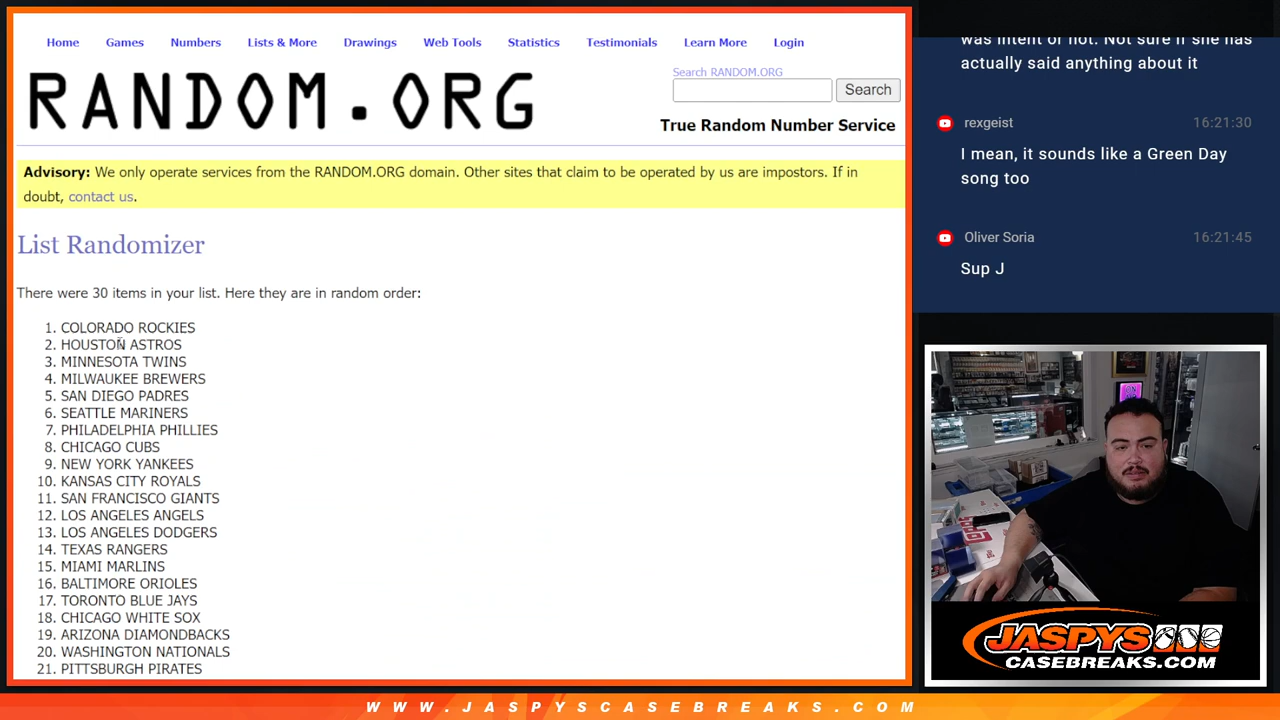 Home Games Numbers Lists & More Drawings Web Tools Statistics Testimonials Learn More Login
RANDOM.ORG
Search RANDOM.ORG
Search
True Random Number Service
Advisory: We only operate services from the RANDOM.ORG domain. Other sites that claim to be operated by us are impostors. If in
doubt, contact us.
List Randomizer
There were 30 items in your list. Here they are in random order:
1. COLORADO ROCKIES
2. HOUSTON ASTROS
3. MINNESOTA TWINS
4. MILWAUKEE BREWERS
5. SAN DIEGO PADRES
6. SEATTLE MARINERS
7. PHILADELPHIA PHILLIES
8. CHICAGO CUBS
9. NEW YORK YANKEES
10. KANSAS CITY ROYALS
11. SAN FRANCISCO GIANTS
12. LOS ANGELES ANGELS
13. LOS ANGELES DODGERS
14. TEXAS RANGERS
15. MIAMI MARLINS
16. BALTIMORE ORIOLES
17. TORONTO BLUE JAYS
18. CHICAGO WHITE SOX
19. ARIZONA DIAMONDBACKS
20. WASHINGTON NATIONALS
21. PITTSBURGH PIRATES
was intent or not. Not sure if she has
actually said anything about it
rexgeist 16:21:30
I mean, it sounds like a Green Day
song too
Oliver Soria 16:21:45
Sup J
JASPYS
CASEBREAKS.COM
WWW.JASPYSCASEBREAKS.COM